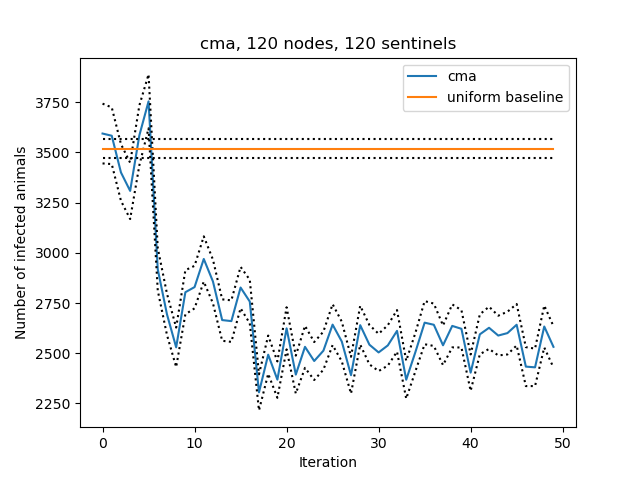 cma, 120 nodes, 120 sentinels
cma
uniform baseline
Number of infected animals
3750
3500
3250
3000
2750
2500
2250
0 10 20 30 40 50
Iteration